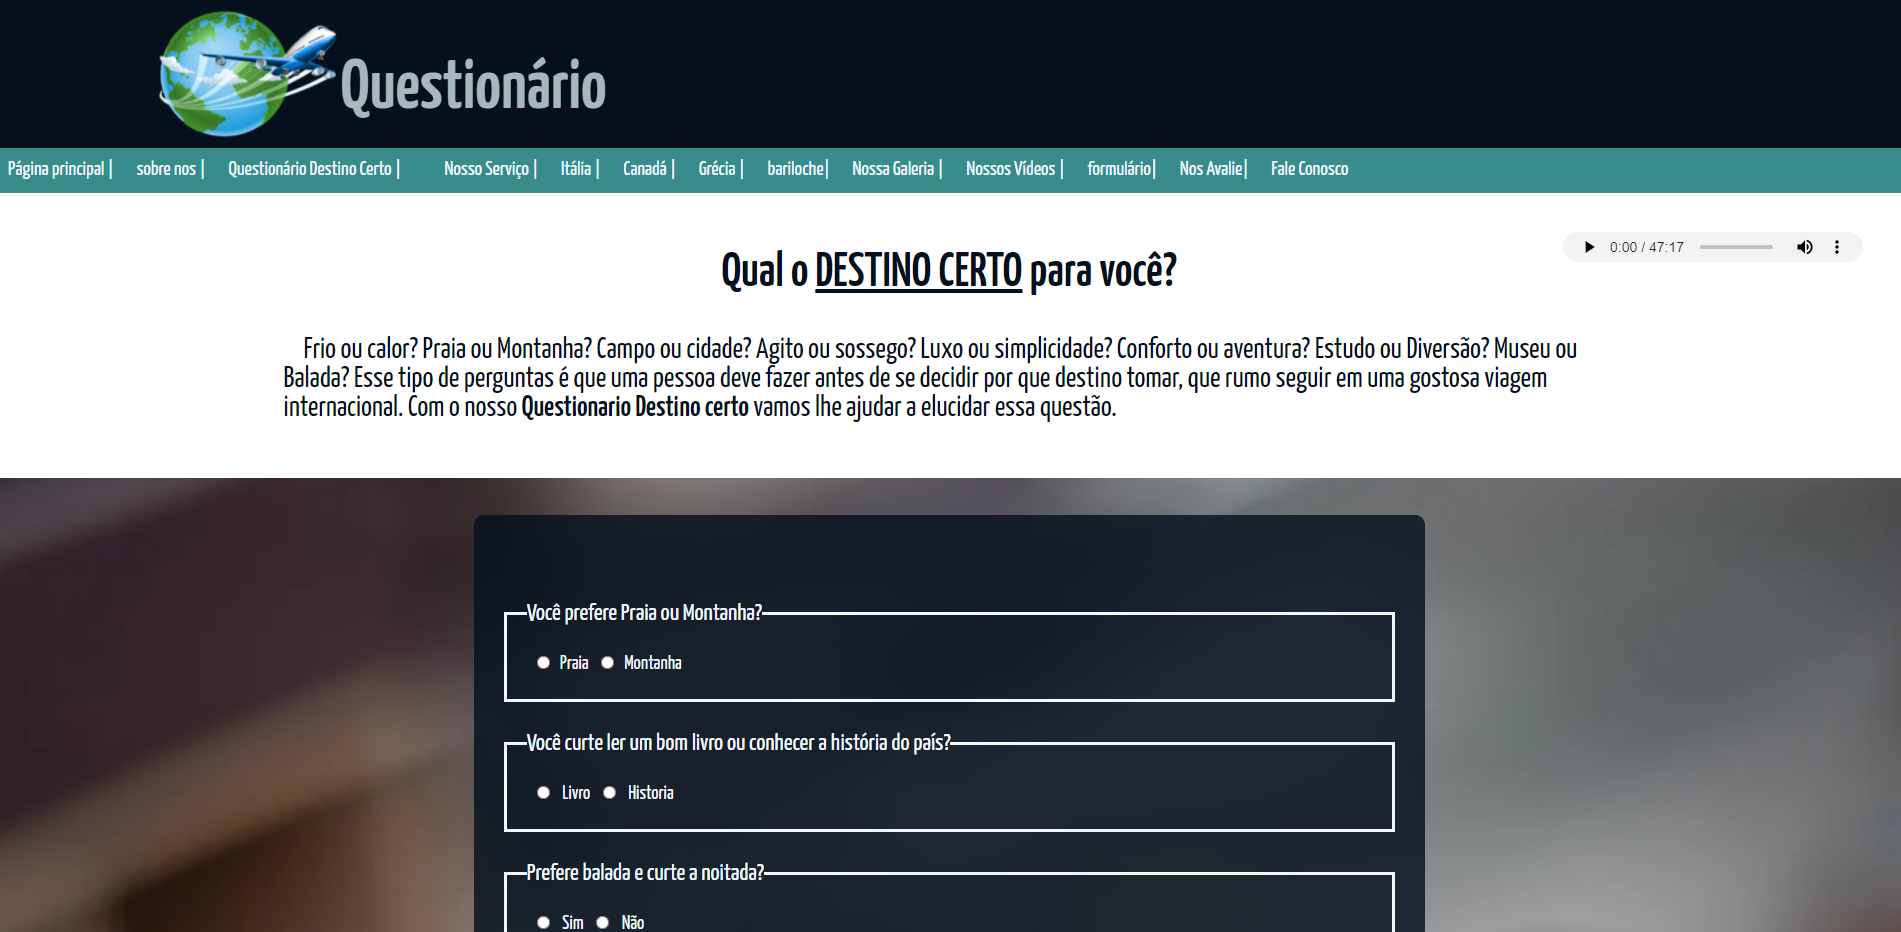 Questionário
Página principal | sobre nos | Questionário Destino Certo | Nosso Serviço | Itália | Canadá | Grécia | bariloche| Nossa Galeria | Nossos Vídeos | formulário| Nos Avalie| Fale Conosco
0:00 / 47:17
Qual o DESTINO CERTO para você?
Frio ou calor? Praia ou Montanha? Campo ou cidade? Agito ou sossego? Luxo ou simplicidade? Conforto ou aventura? Estudo ou Diversão? Museu ou
Balada? Esse tipo de perguntas é que uma pessoa deve fazer antes de se decidir por que destino tomar, que rumo seguir em uma gostosa viagem
internacional. Com o nosso Questionario Destino certo vamos lhe ajudar a elucidar essa questão.
Você prefere Praia ou Montanha?
Praia Montanha
Você curte ler um bom livro ou conhecer a história do país?
Livro Historia
Prefere balada e curte a noitada?
Sim Não